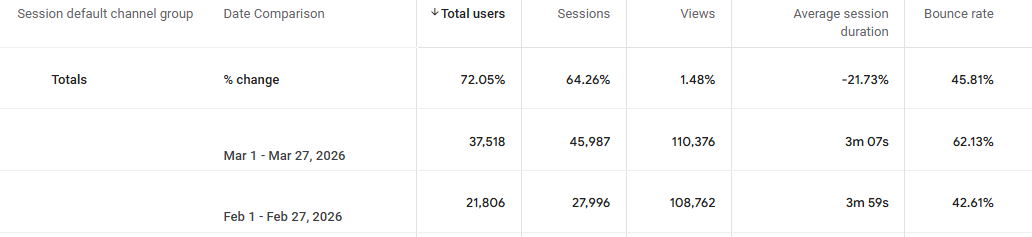 Session default channel group Date Comparison ↓ Total users Sessions Views Average session duration Bounce rate
Totals % change 72.05% 64.26% 1.48% -21.73% 45.81%
Mar 1 - Mar 27, 2026 37,518 45,987 110,376 3m 07s 62.13%
Feb 1 - Feb 27, 2026 21,806 27,996 108,762 3m 59s 42.61%